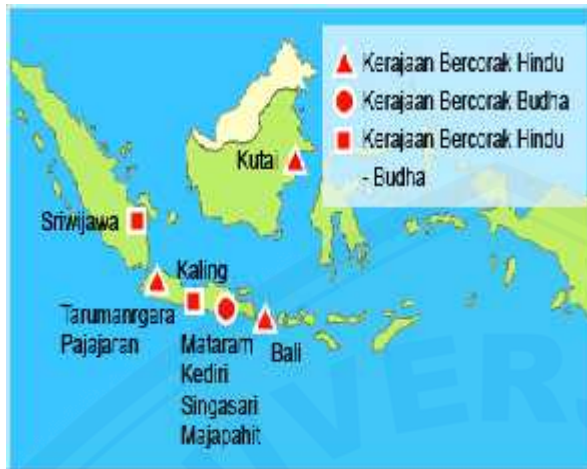 Kerajaan Bercorak Hindu
Kerajaan Bercorak Budha
Kerajaan Bercorak Hindu
- Budha
Kutai
Sriwijawa
Kaling
Tarumanrgara
Pajajaran
Mataram
Kediri
Singasari
Majapahit
Bali